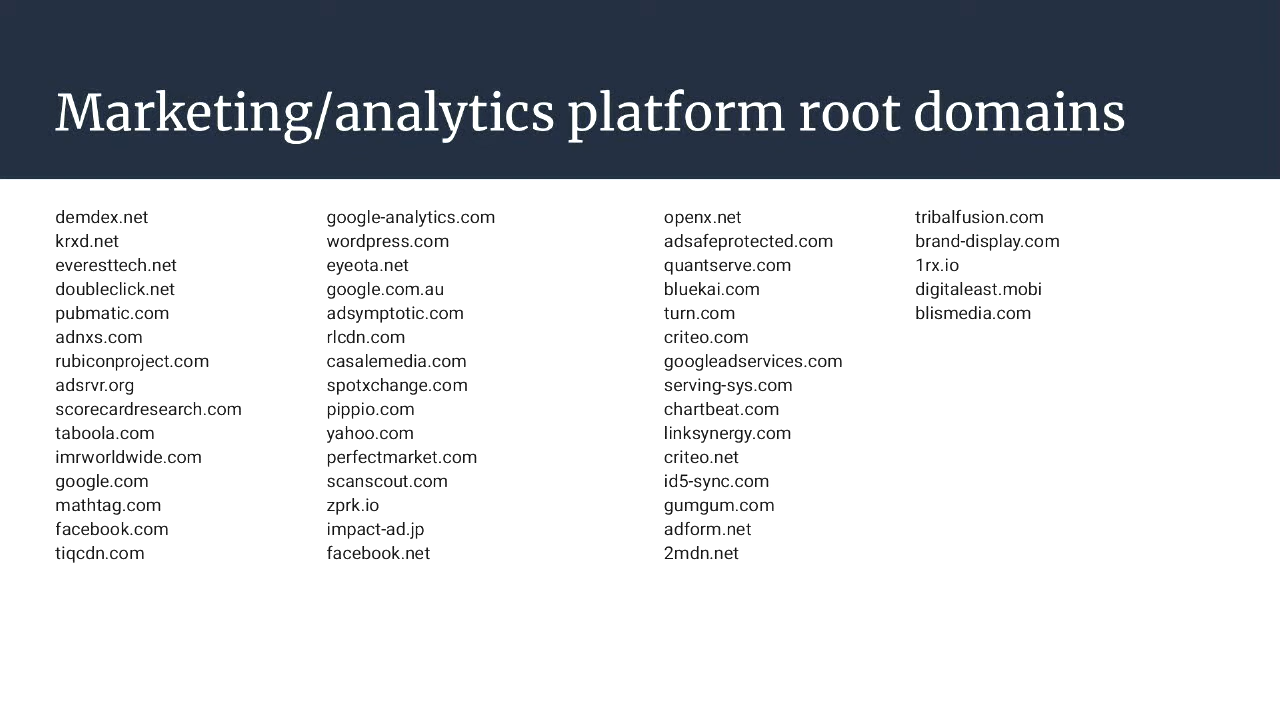 Marketing/analytics platform root domains
demdex.net
krxd.net
everesttech.net
doubleclick.net
pubmatic.com
adnxs.com
rubiconproject.com
adsrvr.org
scorecardresearch.com
taboola.com
imrworldwide.com
google.com
mathtag.com
facebook.com
tiqcdn.com
google-analytics.com
wordpress.com
eyeota.net
google.com.au
adsymptotic.com
rlcdn.com
casalemedia.com
spotxchange.com
pippio.com
yahoo.com
perfectmarket.com
scanscout.com
zprk.io
impact-ad.jp
facebook.net
openx.net
adsafeprotected.com
quantserve.com
bluekai.com
turn.com
criteo.com
googleadservices.com
serving-sys.com
chartbeat.com
linksynergy.com
criteo.net
id5-sync.com
gumgum.com
adform.net
2mdn.net
tribalfusion.com
brand-display.com
1rx.io
digitaleast.mobi
blismedia.com